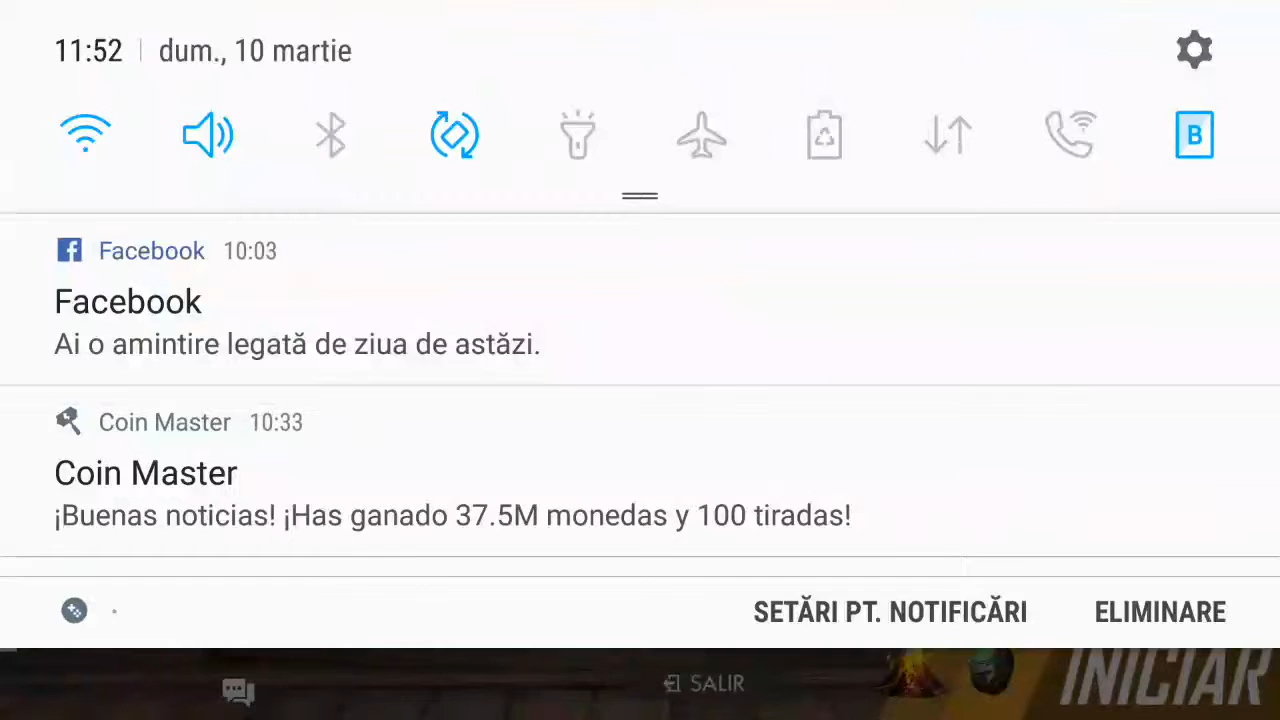 11:52 dum., 10 martie
B
Facebook 10:03
Facebook
Ai o amintire legată de ziua de astăzi.
Coin Master 10:33
Coin Master
¡Buenas noticias! ¡Has ganado 37.5M monedas y 100 tiradas!
SETĂRI PT. NOTIFICĂRI ELIMINARE
SALIR
INICIAR